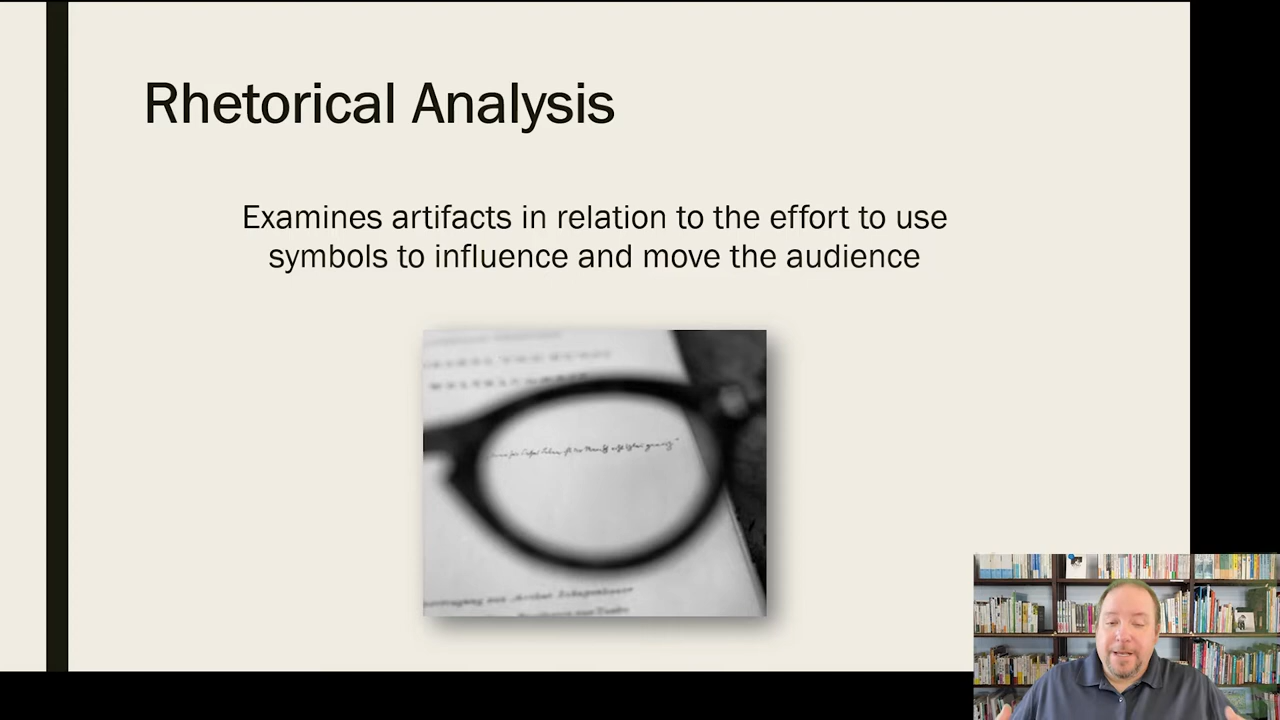 Rhetorical Analysis
Examines artifacts in relation to the effort to use
symbols to influence and move the audience